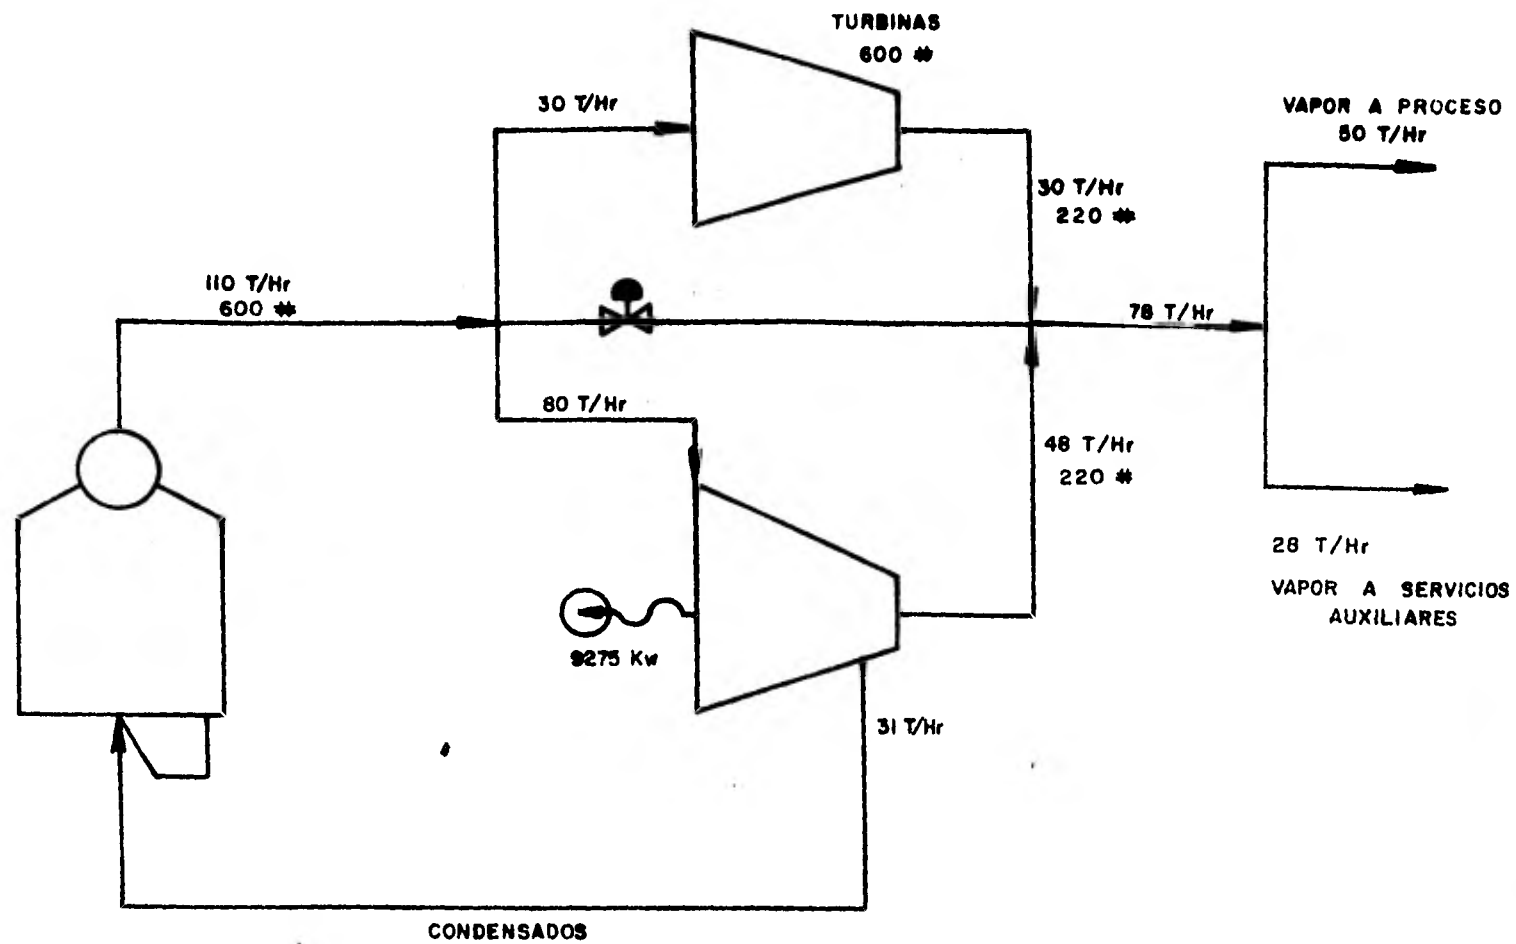 TURBINAS
600 #
30 T/Hr
VAPOR A PROCESO
50 T/Hr
30 T/Hr
220 #
110 T/Hr
600 #
78 T/Hr
80 T/Hr
48 T/Hr
220 #
28 T/Hr
VAPOR A SERVICIOS
AUXILIARES
9275 Kw
31 T/Hr
CONDENSADOS